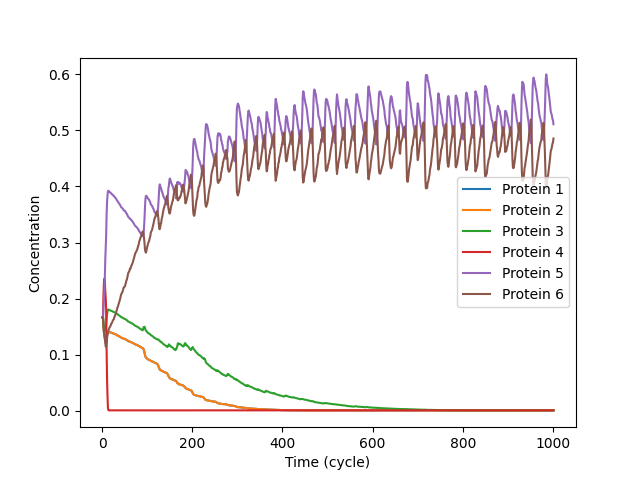 0.6
0.5
0.4
0.3
0.2
0.1
0.0
Concentration
0
200
400
600
800
1000
Time (cycle)
Protein 1
Protein 2
Protein 3
Protein 4
Protein 5
Protein 6